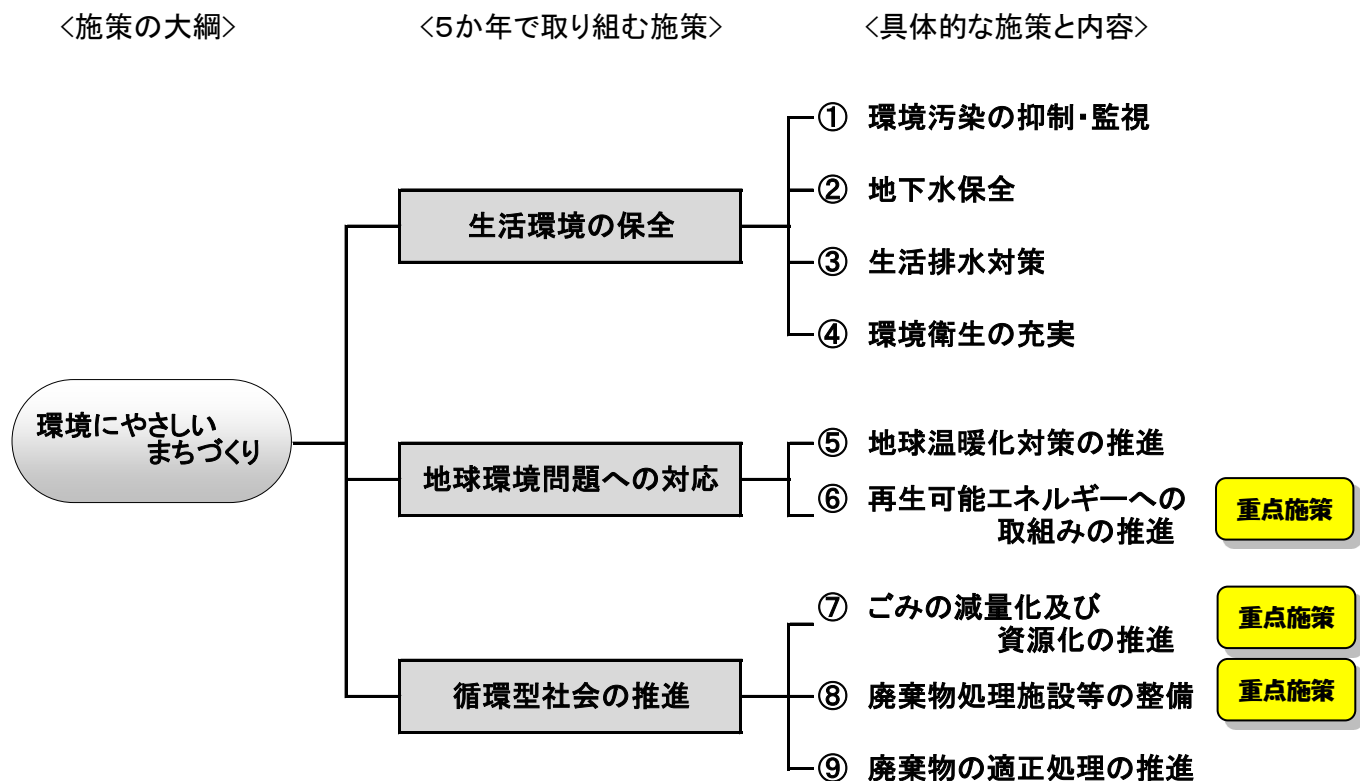 <施策の大綱>
<5か年で取り組む施策>
<具体的な施策と内容>
環境にやさしい
まちづくり
生活環境の保全
① 環境汚染の抑制・監視
② 地下水保全
③ 生活排水対策
④ 環境衛生の充実
地球環境問題への対応
⑤ 地球温暖化対策の推進
⑥ 再生可能エネルギーへの
取組みの推進
重点施策
循環型社会の推進
⑦ ごみの減量化及び
資源化の推進
重点施策
⑧ 廃棄物処理施設等の整備
重点施策
⑨ 廃棄物の適正処理の推進